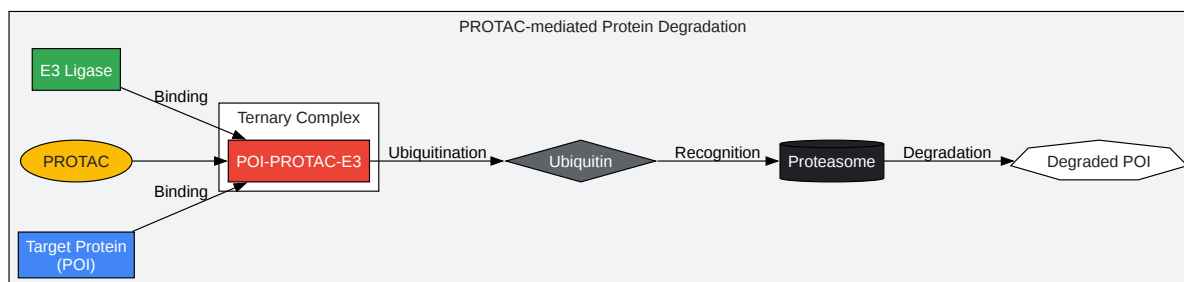 PROTAC-mediated Protein Degradation
E3 Ligase
Binding
Ternary Complex
PROTAC
POI-PROTAC-E3
Ubiquitination
Ubiquitin
Recognition
Proteasome
Degradation
Degraded POI
Binding
Target Protein
(POI)